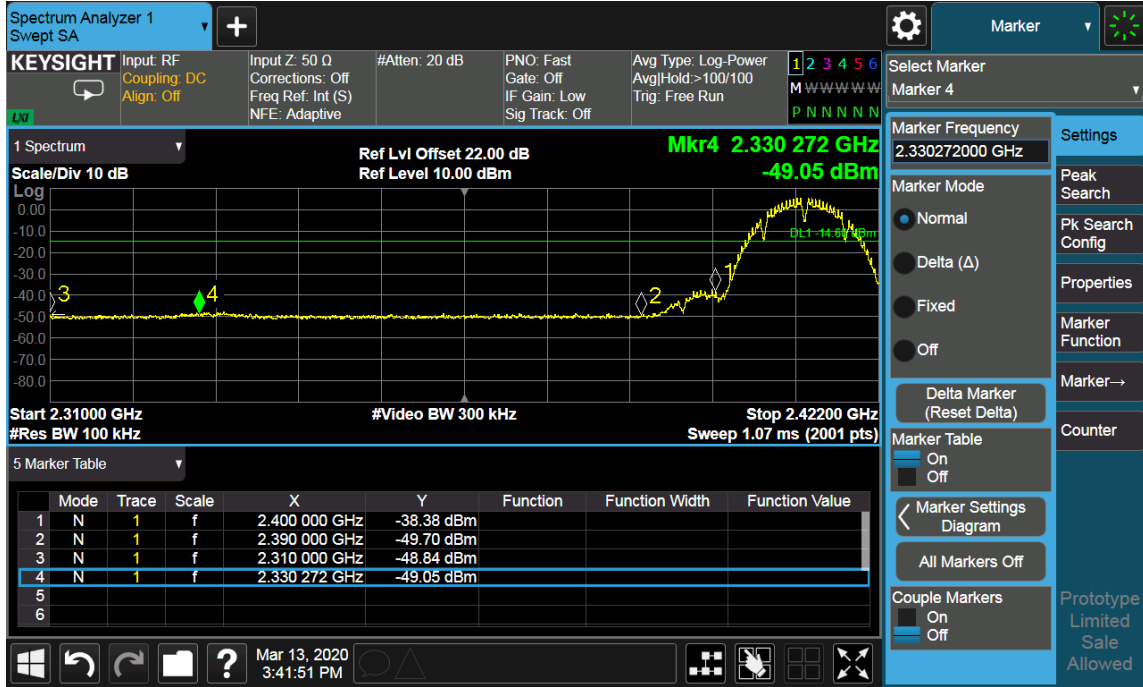 Spectrum Analyzer 1
Swept SA
Marker
KEYSIGHT
Input: RF
Coupling: DC
Align: Off
Input Z: 50 Ω
Corrections: Off
Freq Ref: Int (S)
NFE: Adaptive
#Atten: 20 dB
PNO: Fast
Gate: Off
IF Gain: Low
Sig Track: Off
Avg Type: Log-Power
Avg|Hold:>100/100
Trig: Free Run
1 2 3 4 5 6
M W W W W W
P N N N N N
LXI
Select Marker
Marker 4
1 Spectrum
Scale/Div 10 dB
Ref Lvl Offset 22.00 dB
Ref Level 10.00 dBm
Mkr4 2.330 272 GHz
-49.05 dBm
Log
0.00
-10.0
-20.0
-30.0
-40.0
-50.0
-60.0
-70.0
-80.0
3
4
2
1
Start 2.31000 GHz
#Res BW 100 kHz
#Video BW 300 kHz
Stop 2.42200 GHz
Sweep 1.07 ms (2001 pts)
5 Marker Table
Mode Trace Scale X Y Function Function Width Function Value
1 N 1 f 2.400 000 GHz -38.38 dBm
2 N 1 f 2.390 000 GHz -49.70 dBm
3 N 1 f 2.310 000 GHz -48.84 dBm
4 N 1 f 2.330 272 GHz -49.05 dBm
5
6
Marker Frequency
2.330272000 GHz
Marker Mode
Normal
Delta (Δ)
Fixed
Off
Delta Marker
(Reset Delta)
Marker Table
On
Off
Marker Settings
Diagram
All Markers Off
Couple Markers
On
Off
Settings
Peak
Search
Pk Search
Config
Properties
Marker
Function
Marker→
Counter
Prototype
Limited
Sale
Allowed
?
Mar 13, 2020
3:41:51 PM